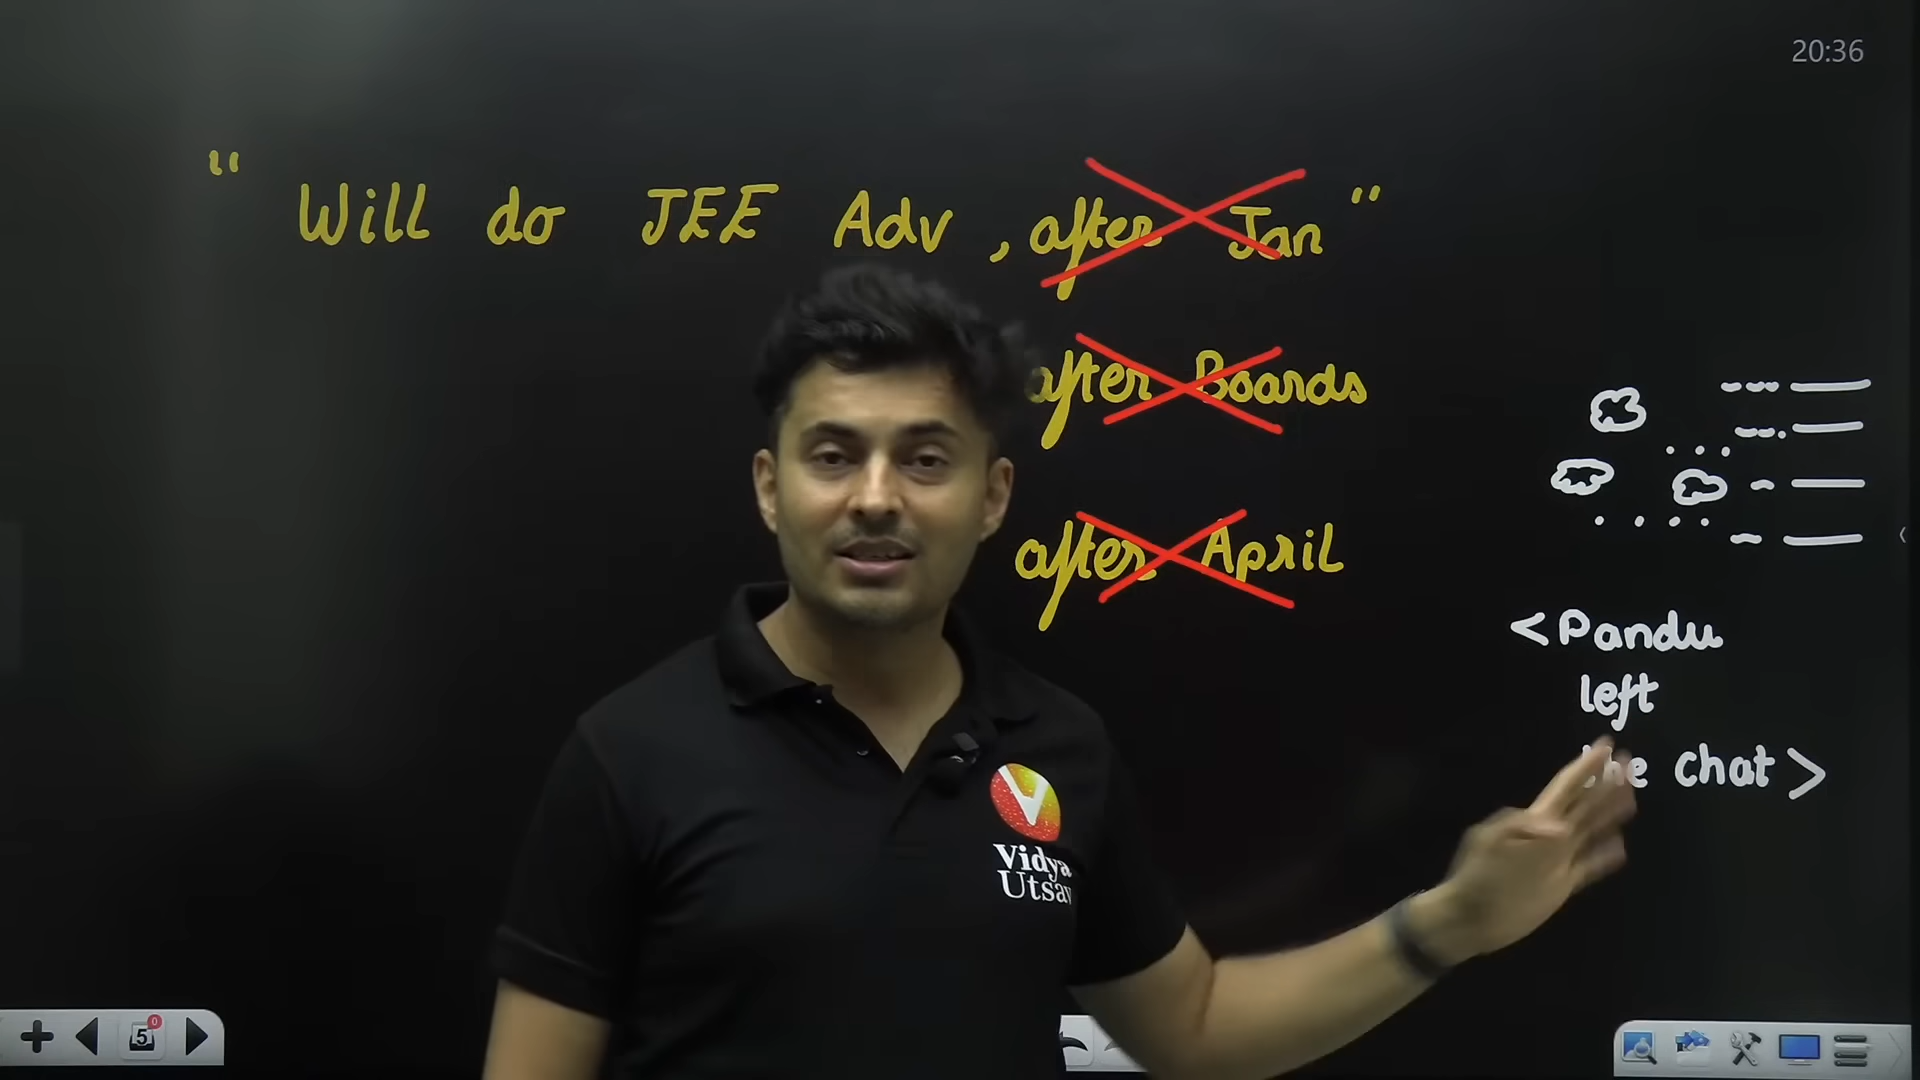 20:36
" Will do JEE Adv , after Jan "
after Boards
after April
<Pandu
left
the chat>
Vidya
Utsav
5
0